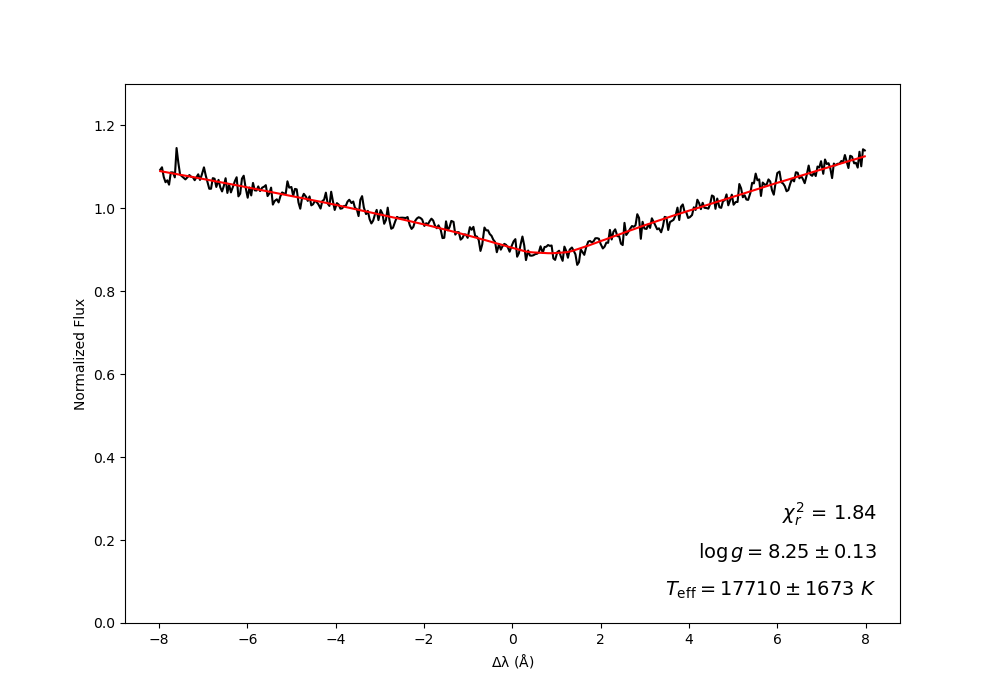 1.2
1.0
0.8
0.6
0.4
0.2
0.0
Normalized Flux
χ²ᵣ = 1.84
log g = 8.25 ± 0.13
T_eff = 17710 ± 1673 K
−8 −6 −4 −2 0 2 4 6 8
Δλ (Å)